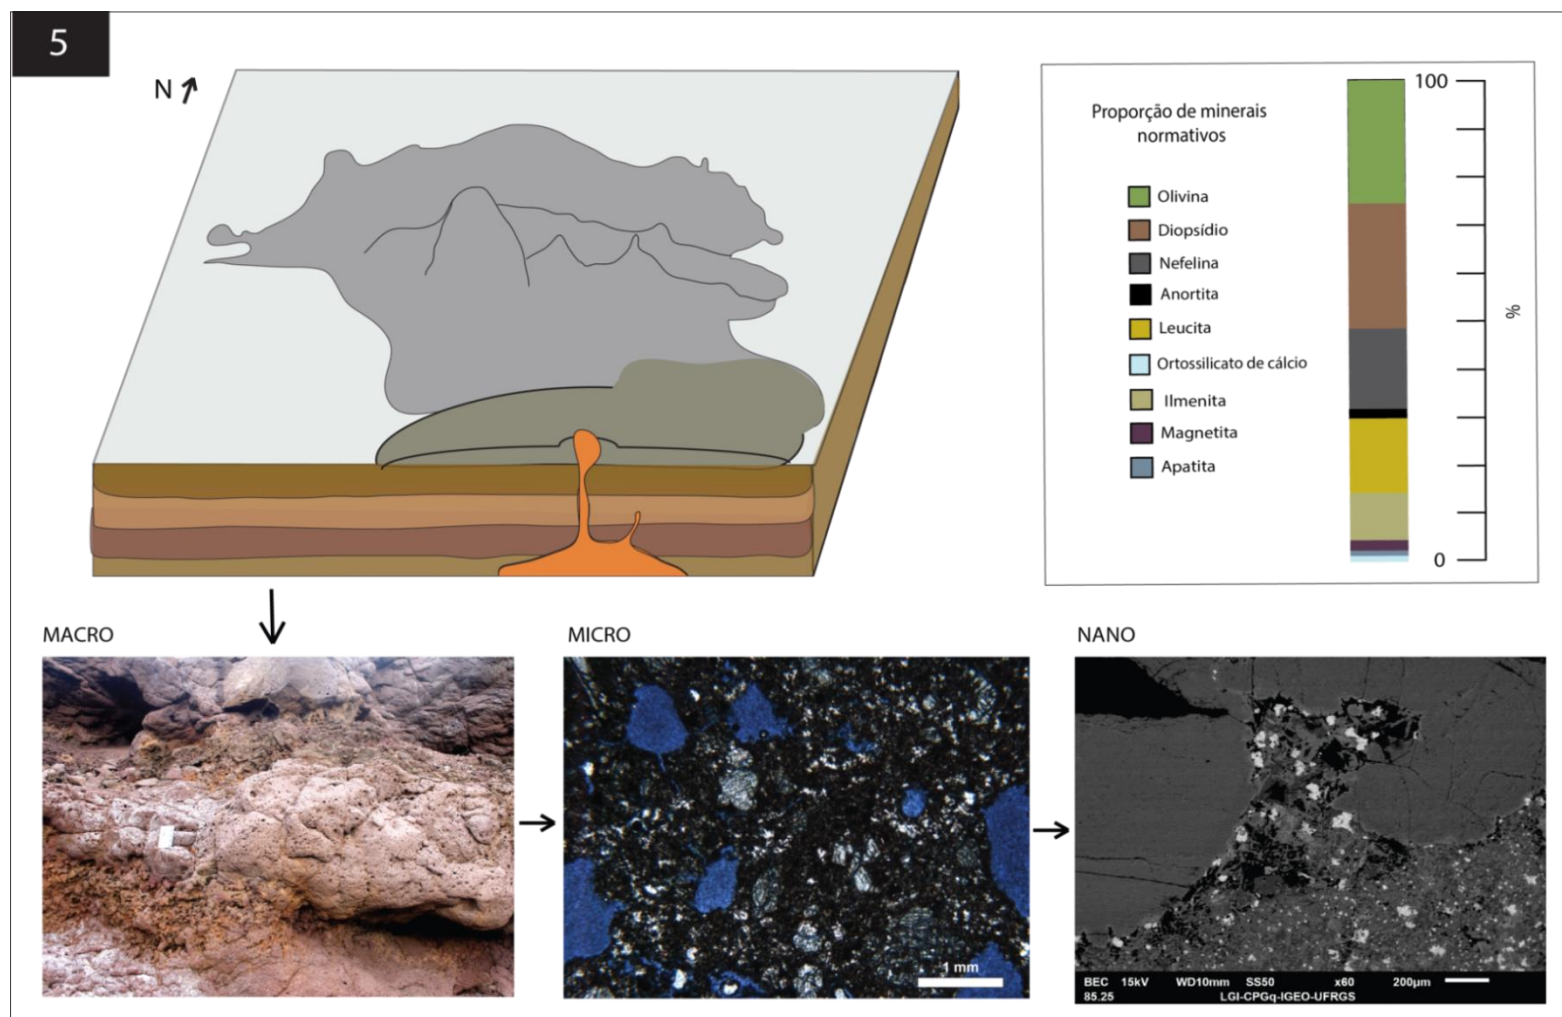 5
N
Proporção de minerais
normativos
Olivina
Diopsídio
Nefelina
Anortita
Leucita
Ortossilicato de cálcio
Ilmenita
Magnetita
Apatita
100
%
0
MACRO
MICRO
NANO
1 mm
BEC 15kV WD10mm SS50 x60 200µm
85.25 LGI-CPGq-IGEO-UFRGS